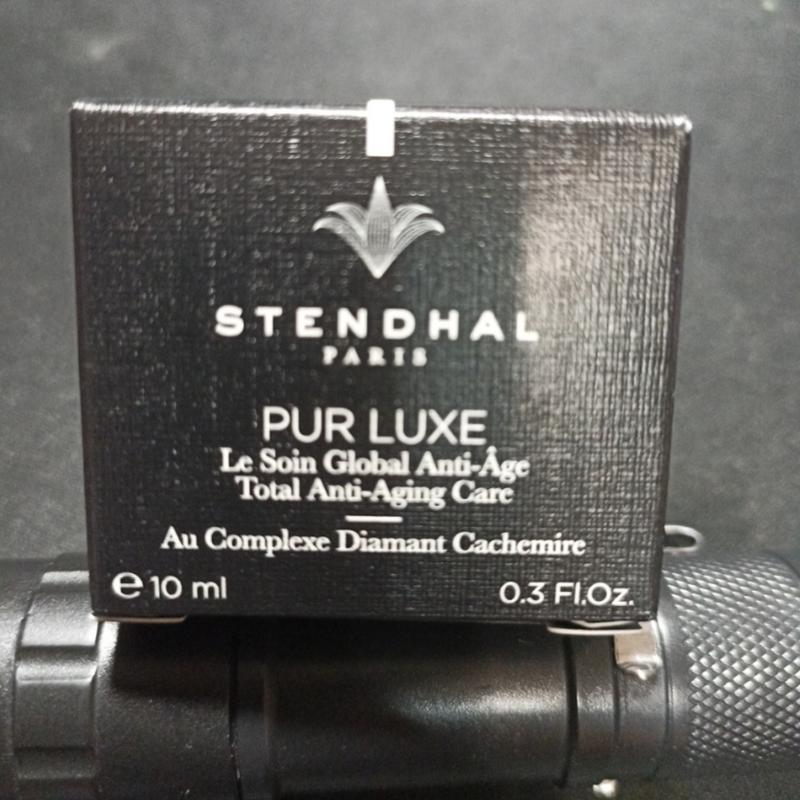 STENDHAL
PARIS
PUR LUXE
Le Soin Global Anti-Âge
Total Anti-Aging Care
Au Complexe Diamant Cachemire
℮ 10 ml
0.3 Fl.Oz.